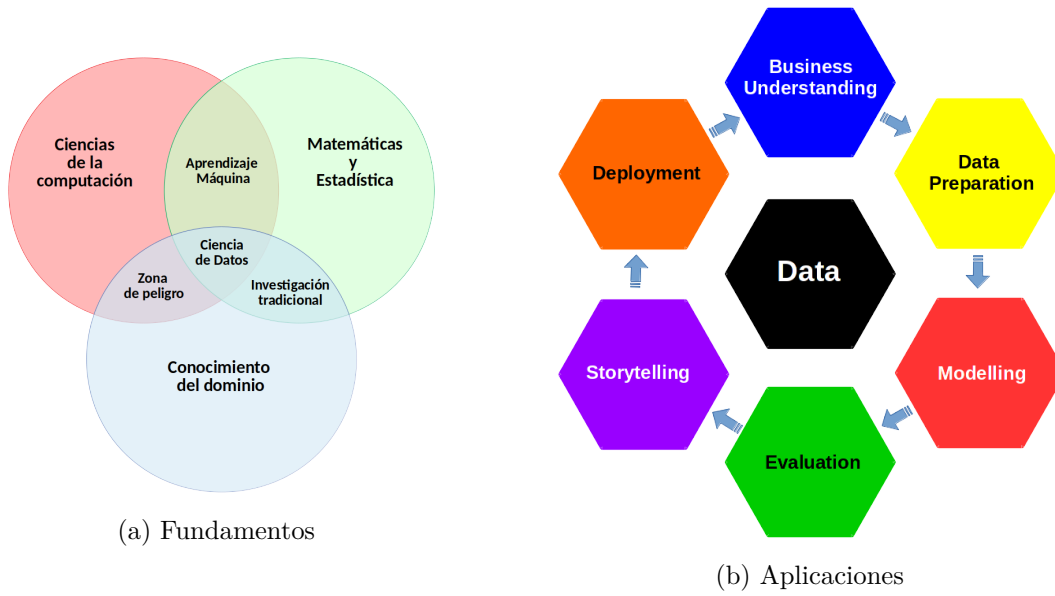 Ciencias
de la
computación
Aprendizaje
Máquina
Matemáticas
y
Estadística
Ciencia
de Datos
Zona
de peligro
Investigación
tradicional
Conocimiento
del dominio
(a) Fundamentos
Business
Understanding
Data
Preparation
Modelling
Evaluation
Storytelling
Deployment
Data
(b) Aplicaciones